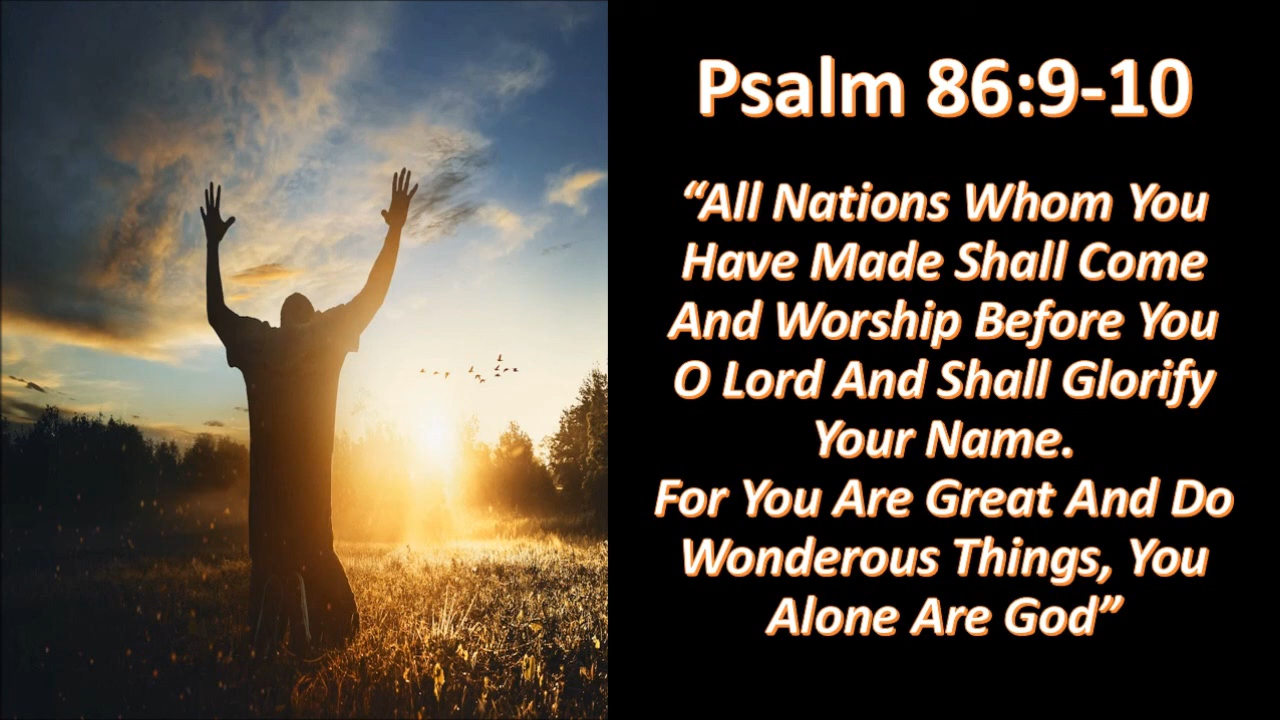 Psalm 86:9-10
“All Nations Whom You
Have Made Shall Come
And Worship Before You
O Lord And Shall Glorify
Your Name.
For You Are Great And Do
Wonderous Things, You
Alone Are God”